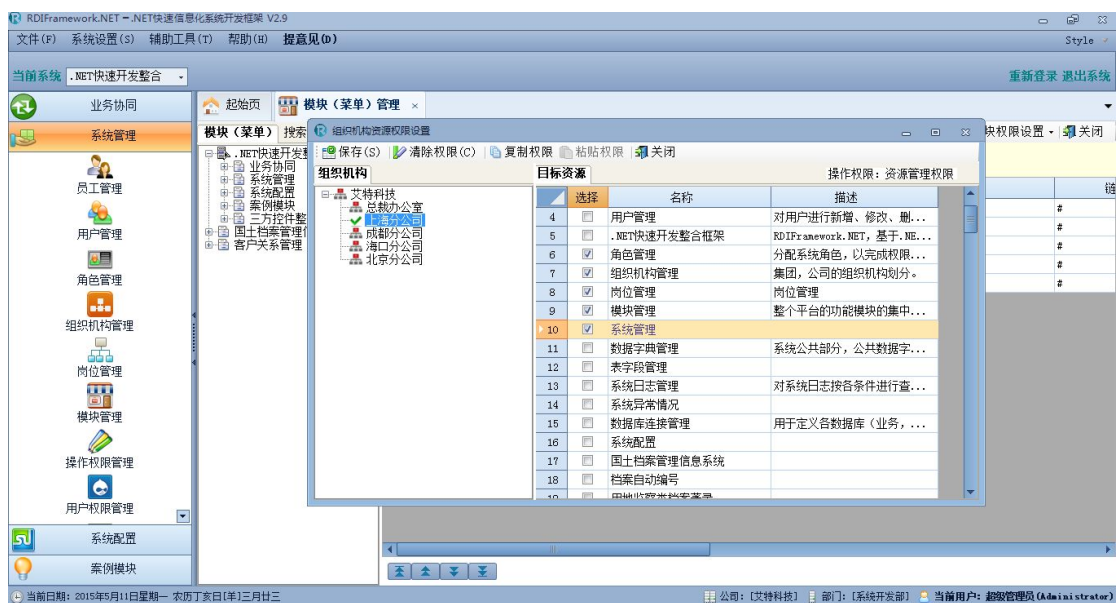 RDIFramework.NET - .NET快速信息化系统开发框架 V2.9
文件(F) 系统设置(S) 辅助工具(T) 帮助(H) 提意见(D) Style
当前系统 .NET快速开发整合 重新登录 退出系统
业务协同
系统管理
员工管理
用户管理
角色管理
组织机构管理
岗位管理
模块管理
操作权限管理
用户权限管理
系统配置
案例模块
起始页 模块（菜单）管理 ×
模块（菜单） 搜索
.NET快速开发
业务协同
系统管理
系统配置
案例模块
三方控件整
国土档案管理
客户关系管理
块权限设置 关闭
链
#
#
#
#
#
组织机构资源权限设置
保存(S) 清除权限(C) 复制权限 粘贴权限 关闭
组织机构
艾特科技
总裁办公室
上海分公司
成都分公司
海口分公司
北京分公司
目标资源 操作权限: 资源管理权限
选择 名称 描述
4 用户管理 对用户进行新增、修改、删...
5 .NET快速开发整合框架 RDIFramework.NET，基于.NE...
6 角色管理 分配系统角色，以完成权限...
7 组织机构管理 集团，公司的组织机构划分。
8 岗位管理 岗位管理
9 模块管理 整个平台的功能模块的集中...
10 系统管理
11 数据字典管理 系统公共部分，公共数据字...
12 表字段管理
13 系统日志管理 对系统日志按各条件进行查...
14 系统异常情况
15 数据库连接管理 用于定义各数据库（业务，...
16 系统配置
17 国土档案管理信息系统
18 档案自动编号
当前日期: 2015年5月11日星期一 农历丁亥日[羊]三月廿三 公司: [艾特科技] 部门: [系统开发部] 当前用户: 超级管理员(Administrator)